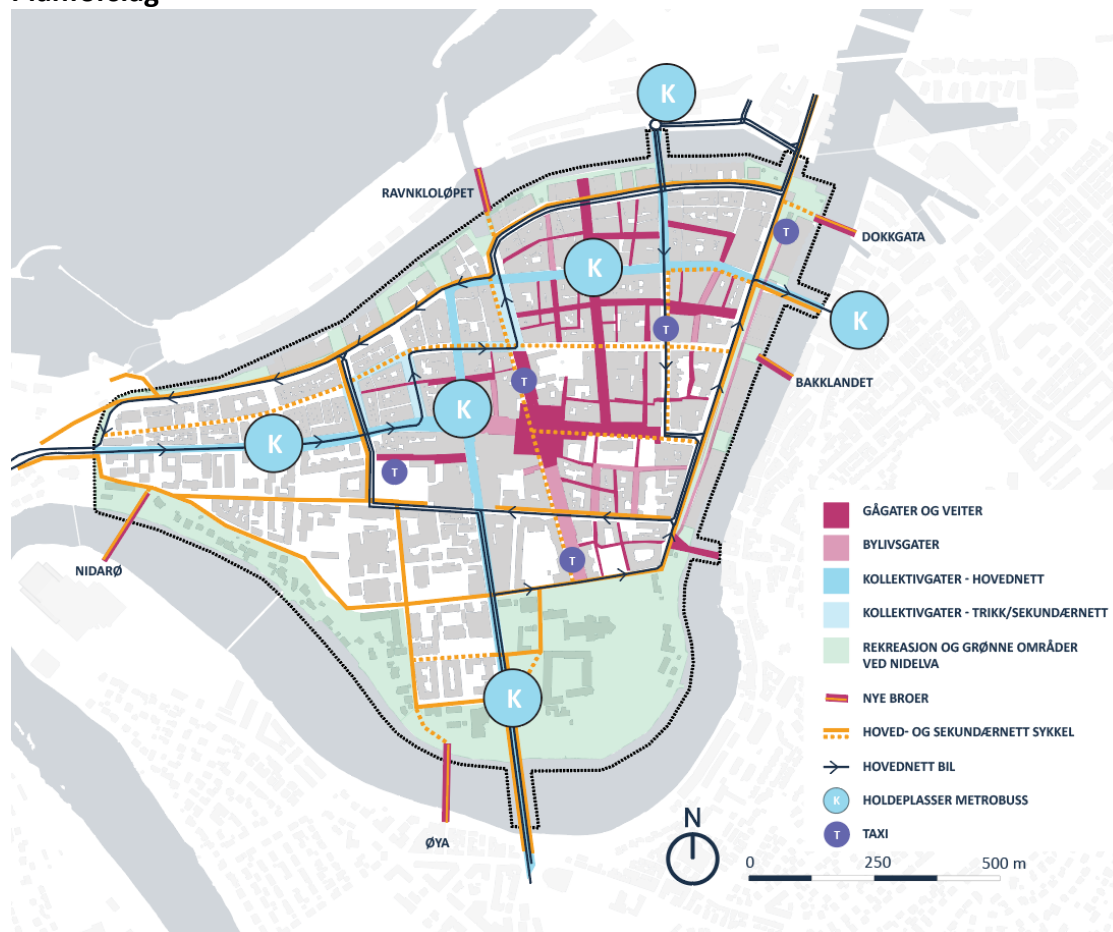 K
RAVNKLOLØPET
T
DOKKGATA
K
K
T
BAKKLANDET
T
K
K
T
NIDARØ
T
K
ØYA
GÅGATER OG VEITER
BYLIVSGATER
KOLLEKTIVGATER - HOVEDNETT
KOLLEKTIVGATER - TRIKK/SEKUNDÆRNETT
REKREASJON OG GRØNNE OMRÅDER
VED NIDELVA
NYE BROER
HOVED- OG SEKUNDÆRNETT SYKKEL
HOVEDNETT BIL
K HOLDEPLASSER METROBUSS
T TAXI
N
0 250 500 m